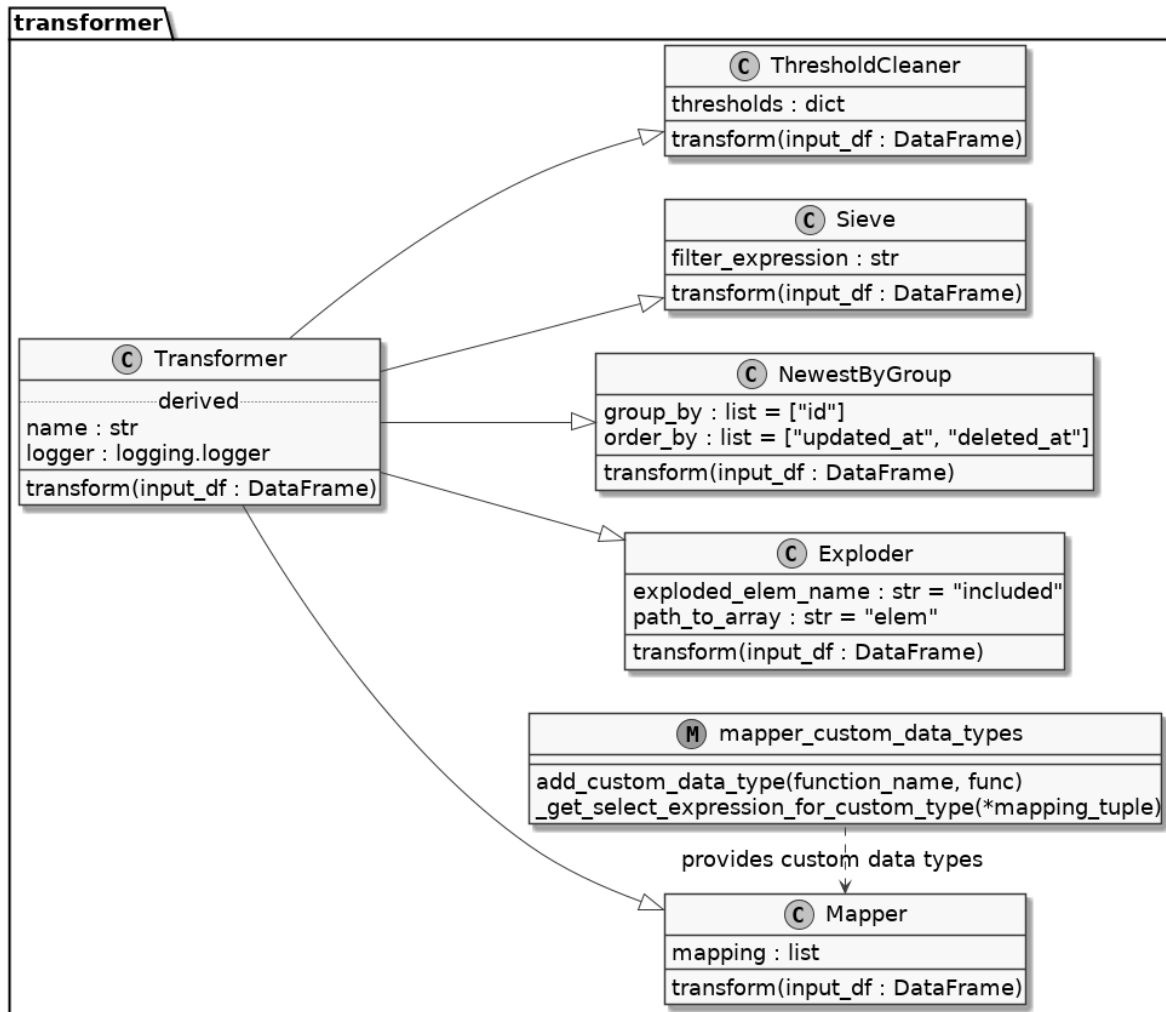 transformer
C ThresholdCleaner
thresholds : dict
transform(input_df : DataFrame)
C Sieve
filter_expression : str
transform(input_df : DataFrame)
C Transformer
derived
name : str
logger : logging.logger
transform(input_df : DataFrame)
C NewestByGroup
group_by : list = ["id"]
order_by : list = ["updated_at", "deleted_at"]
transform(input_df : DataFrame)
C Exploder
exploded_elem_name : str = "included"
path_to_array : str = "elem"
transform(input_df : DataFrame)
M mapper_custom_data_types
add_custom_data_type(function_name, func)
_get_select_expression_for_custom_type(*mapping_tuple)
provides custom data types
C Mapper
mapping : list
transform(input_df : DataFrame)